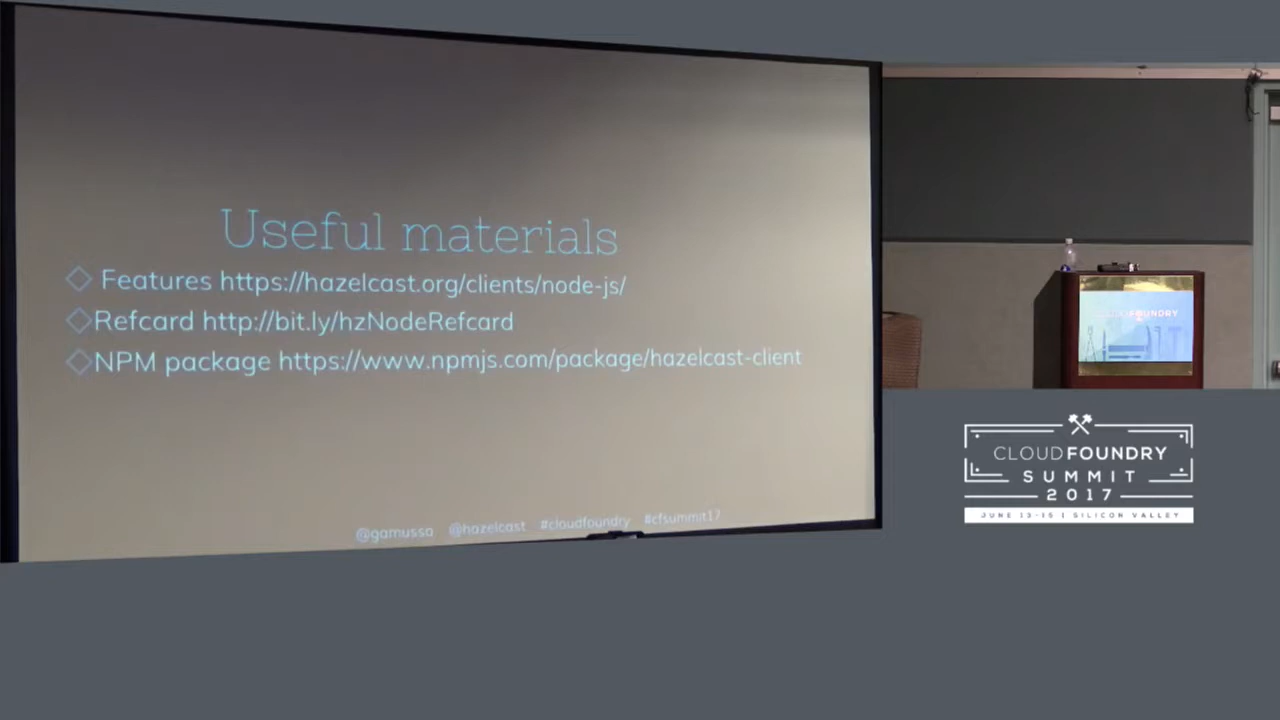 Useful materials
Features https://hazelcast.org/clients/node-js/
Refcard http://bit.ly/hzNodeRefcard
NPM package https://www.npmjs.com/package/hazelcast-client
@gamussa @hazelcast #cloudfoundry #cfsummit17
CLOUDFOUNDRY
CLOUDFOUNDRY
SUMMIT
2017
JUNE 13-15 | SILICON VALLEY